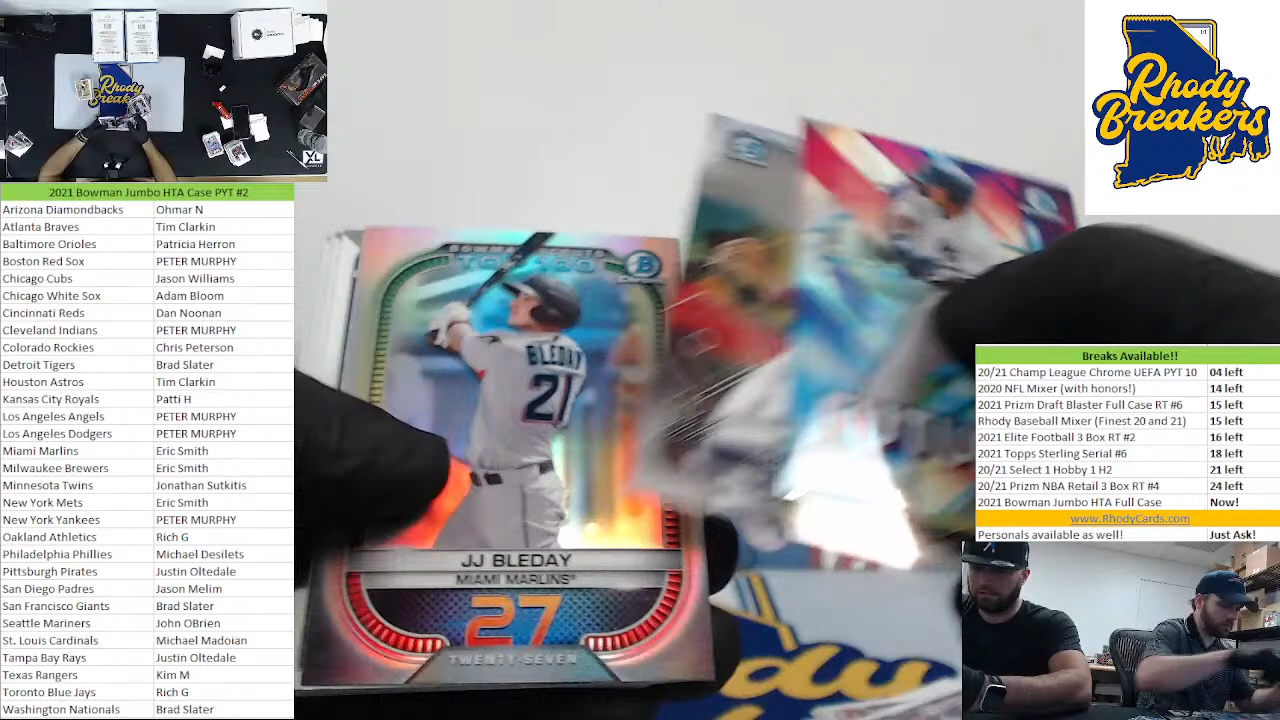 Rhody
Breakers
2021 Bowman Jumbo HTA Case PYT #2
Arizona Diamondbacks Ohmar N
Atlanta Braves Tim Clarkin
Baltimore Orioles Patricia Herron
Boston Red Sox PETER MURPHY
Chicago Cubs Jason Williams
Chicago White Sox Adam Bloom
Cincinnati Reds Dan Noonan
Cleveland Indians PETER MURPHY
Colorado Rockies Chris Peterson
Detroit Tigers Brad Slater
Houston Astros Tim Clarkin
Kansas City Royals Patti H
Los Angeles Angels PETER MURPHY
Los Angeles Dodgers PETER MURPHY
Miami Marlins Eric Smith
Milwaukee Brewers Eric Smith
Minnesota Twins Jonathan Sutkitis
New York Mets Eric Smith
New York Yankees PETER MURPHY
Oakland Athletics Rich G
Philadelphia Phillies Michael Desilets
Pittsburgh Pirates Justin Oltedale
San Diego Padres Jason Melim
San Francisco Giants Brad Slater
Seattle Mariners John OBrien
St. Louis Cardinals Michael Madoian
Tampa Bay Rays Justin Oltedale
Texas Rangers Kim M
Toronto Blue Jays Rich G
Washington Nationals Brad Slater
XL
BLEDAY
21
JJ BLEDAY
MIAMI MARLINS
27
TWENTY-SEVEN
Rhody
Breakers
Breaks Available!!
20/21 Champ League Chrome UEFA PYT 10 04 left
2020 NFL Mixer (with honors!) 14 left
2021 Prizm Draft Blaster Full Case RT #6 15 left
Rhody Baseball Mixer (Finest 20 and 21) 15 left
2021 Elite Football 3 Box RT #2 16 left
2021 Topps Sterling Serial #6 18 left
20/21 Select 1 Hobby 1 H2 21 left
20/21 Prizm NBA Retail 3 Box RT #4 24 left
2021 Bowman Jumbo HTA Full Case Now!
www.RhodyCards.com
Personals available as well! Just Ask!